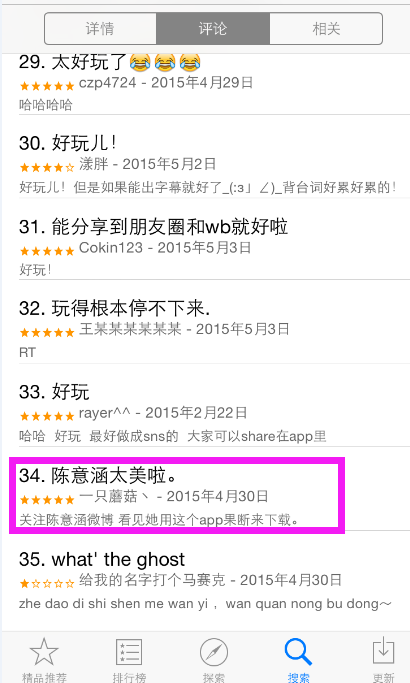 详情 评论 相关
29. 太好玩了😂😂😂
★★★★★ czp4724 - 2015年4月29日
哈哈哈哈
30. 好玩儿！
★★★★☆ 漾胖 - 2015年5月2日
好玩儿！但是如果能出字幕就好了_(:з」∠)_背台词好累好累的！
31. 能分享到朋友圈和wb就好啦
★★★★★ Cokin123 - 2015年5月3日
好玩！
32. 玩得根本停不下来.
★★★★★ 王某某某某某某 - 2015年5月3日
RT
33. 好玩
★★★★★ rayer^^ - 2015年2月22日
哈哈 好玩 最好做成sns的 大家可以share在app里
34. 陈意涵太美啦。
★★★★★ 一只蘑菇丶 - 2015年4月30日
关注陈意涵微博 看见她用这个app果断来下载。
35. what' the ghost
★☆☆☆☆ 给我的名字打个马赛克 - 2015年4月30日
zhe dao di shi shen me wan yi ，wan quan nong bu dong～
精品推荐 排行榜 探索 搜索 更新